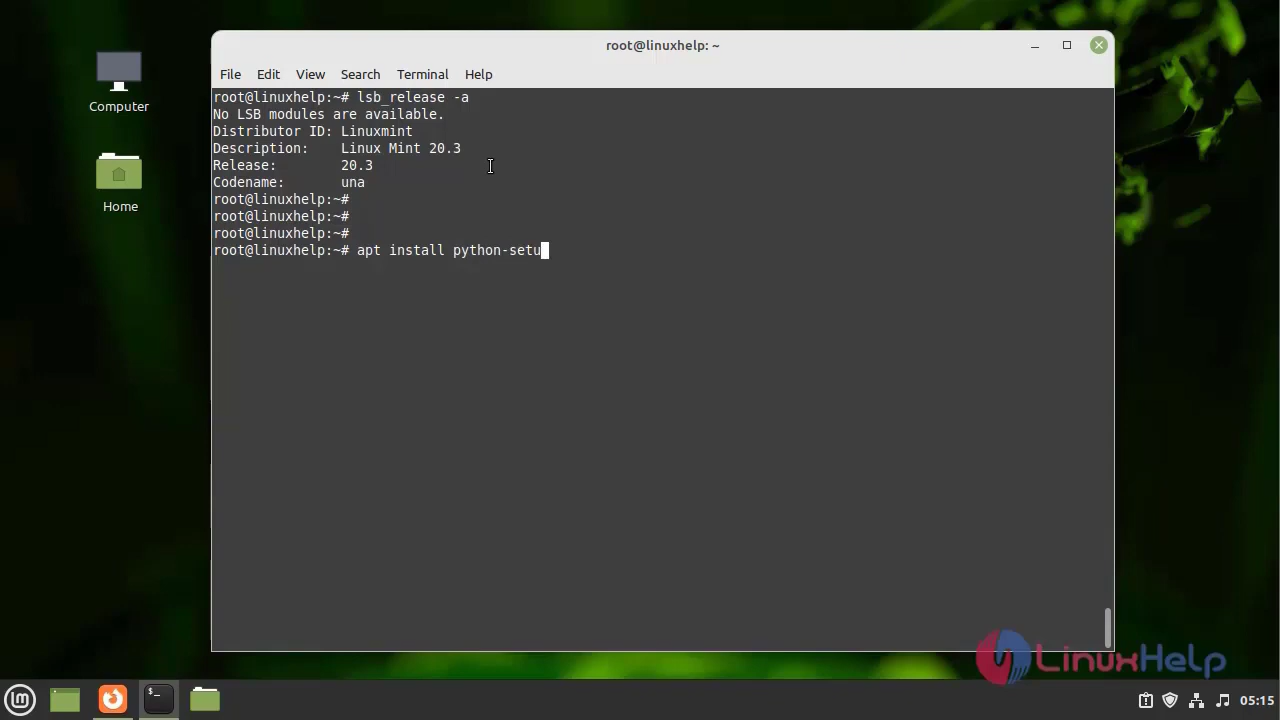 root@linuxhelp: ~
File Edit View Search Terminal Help
Computer
Home
root@linuxhelp:~# lsb_release -a
No LSB modules are available.
Distributor ID: Linuxmint
Description:    Linux Mint 20.3
Release:        20.3
Codename:       una
root@linuxhelp:~#
root@linuxhelp:~#
root@linuxhelp:~#
root@linuxhelp:~# apt install python-setu
LinuxHelp
05:15